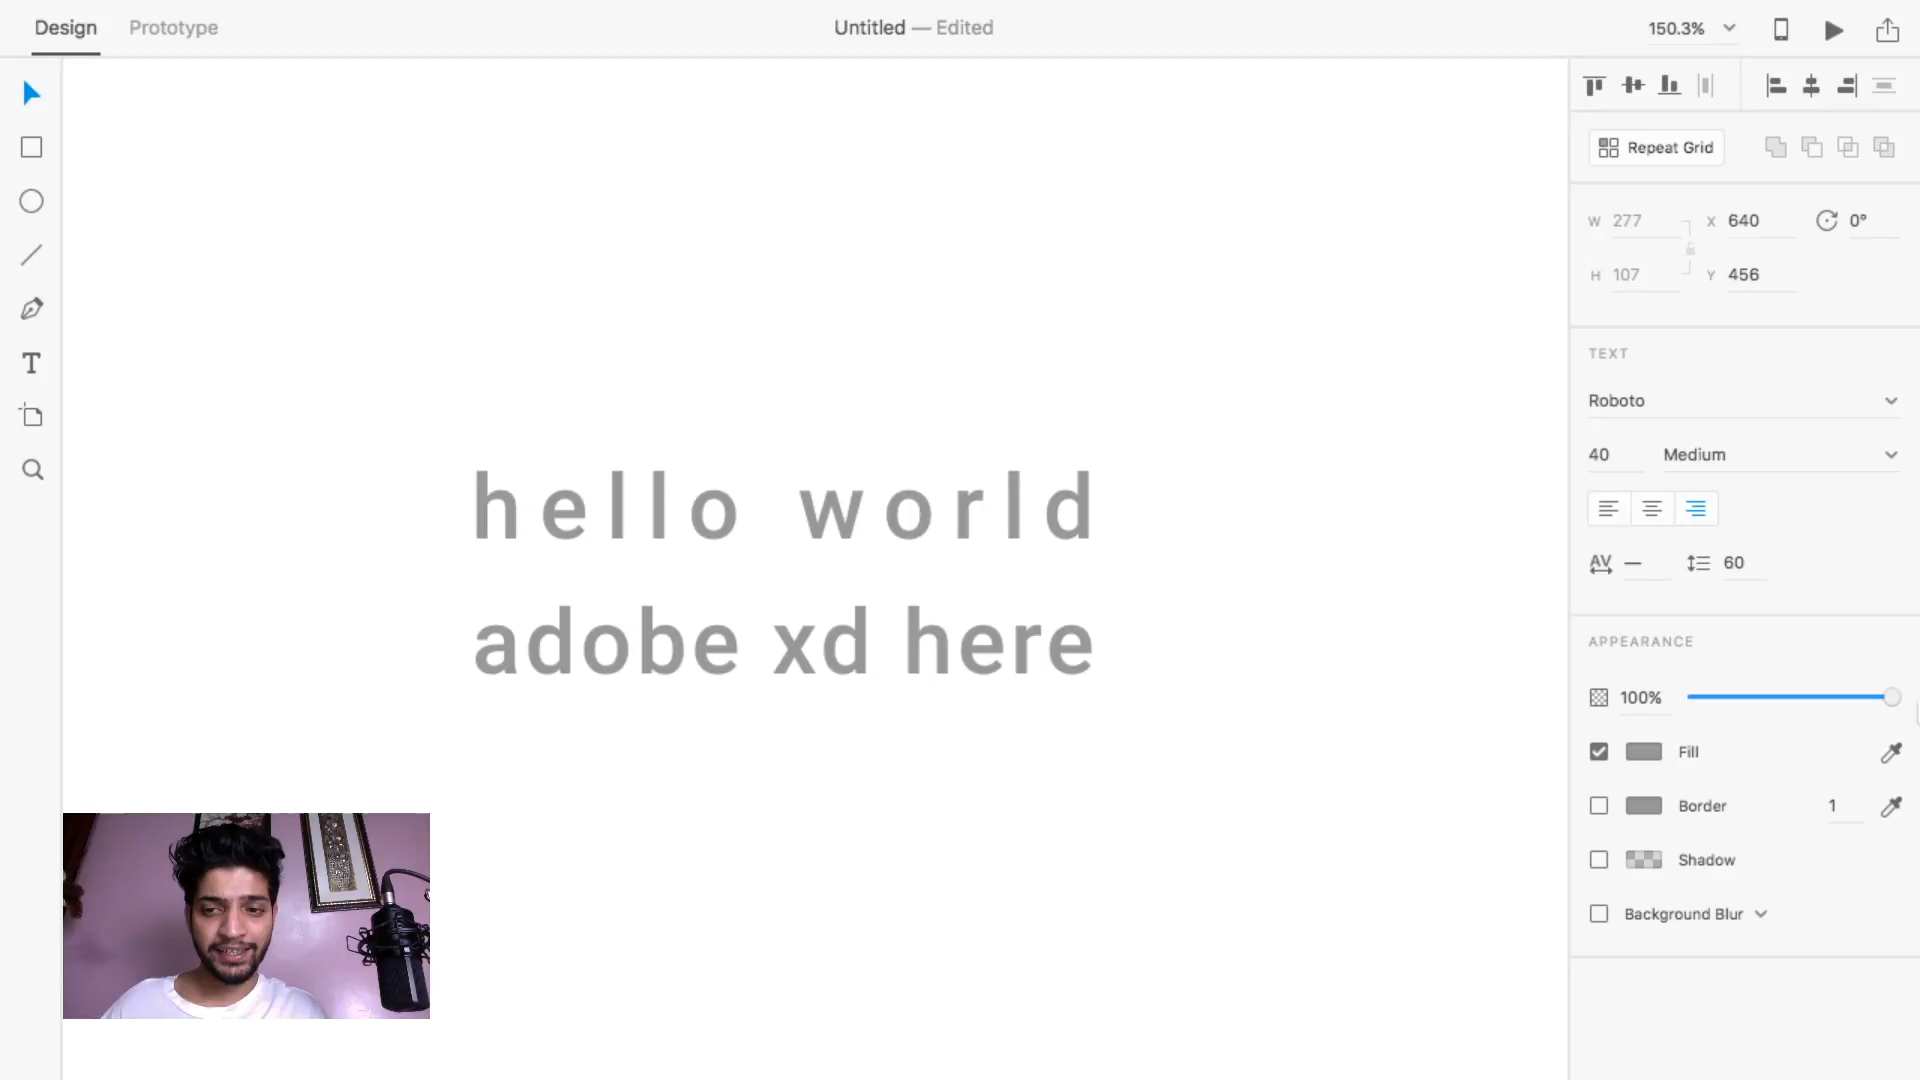 Design Prototype Untitled — Edited 150.3%
Repeat Grid
W 277 X 640 0°
H 107 Y 456
TEXT
Roboto
40 Medium
AV — 60
hello world
adobe xd here
APPEARANCE
100%
Fill
Border 1
Shadow
Background Blur
T